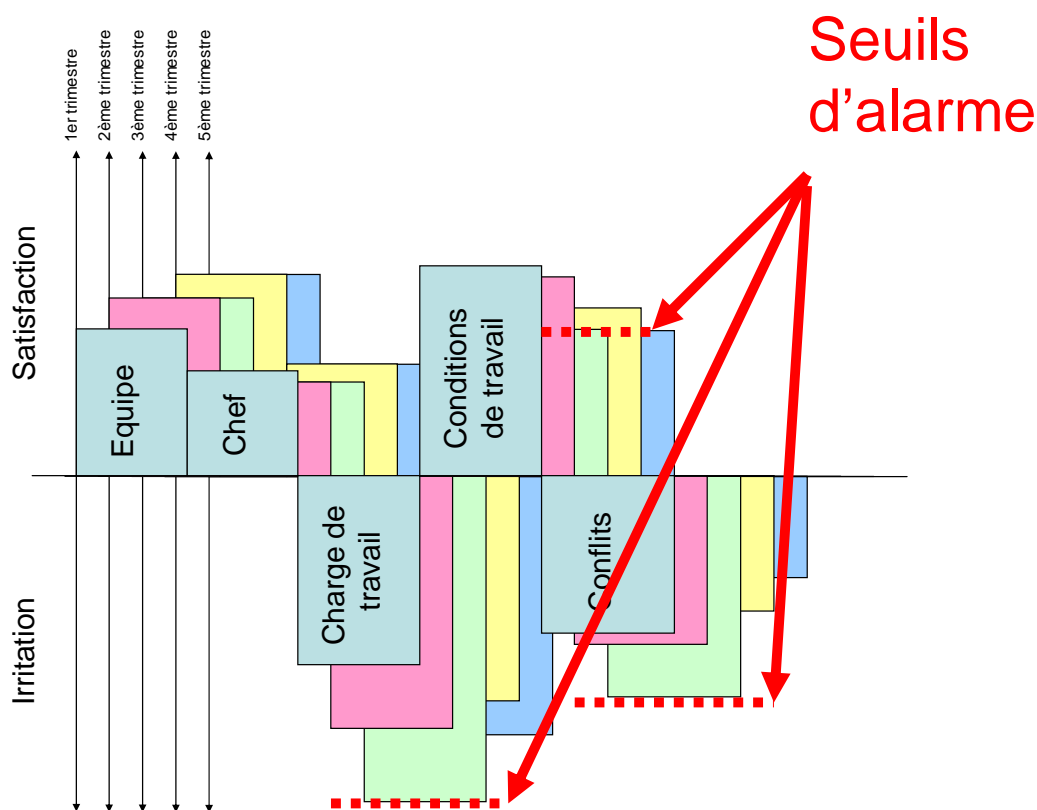 Seuils
d’alarme
1er trimestre
2ème trimestre
3ème trimestre
4ème trimestre
5ème trimestre
Satisfaction
Irritation
Equipe
Chef
Conditions
de travail
Charge de
travail
Conflits